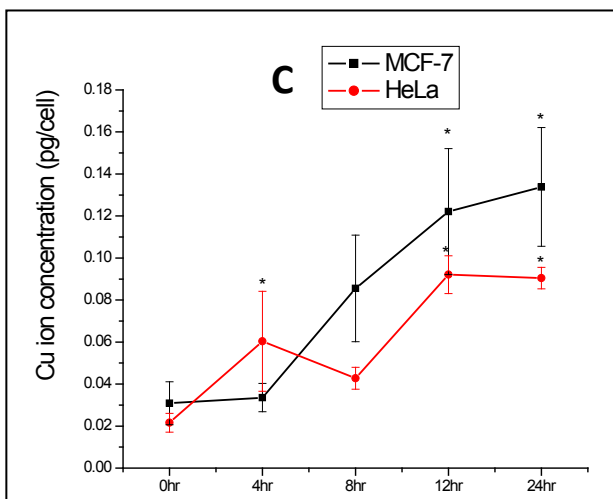 C
MCF-7
HeLa
Cu ion concentration (pg/cell)
0.18
0.16
0.14
0.12
0.10
0.08
0.06
0.04
0.02
0.00
* * * * *
0hr 4hr 8hr 12hr 24hr